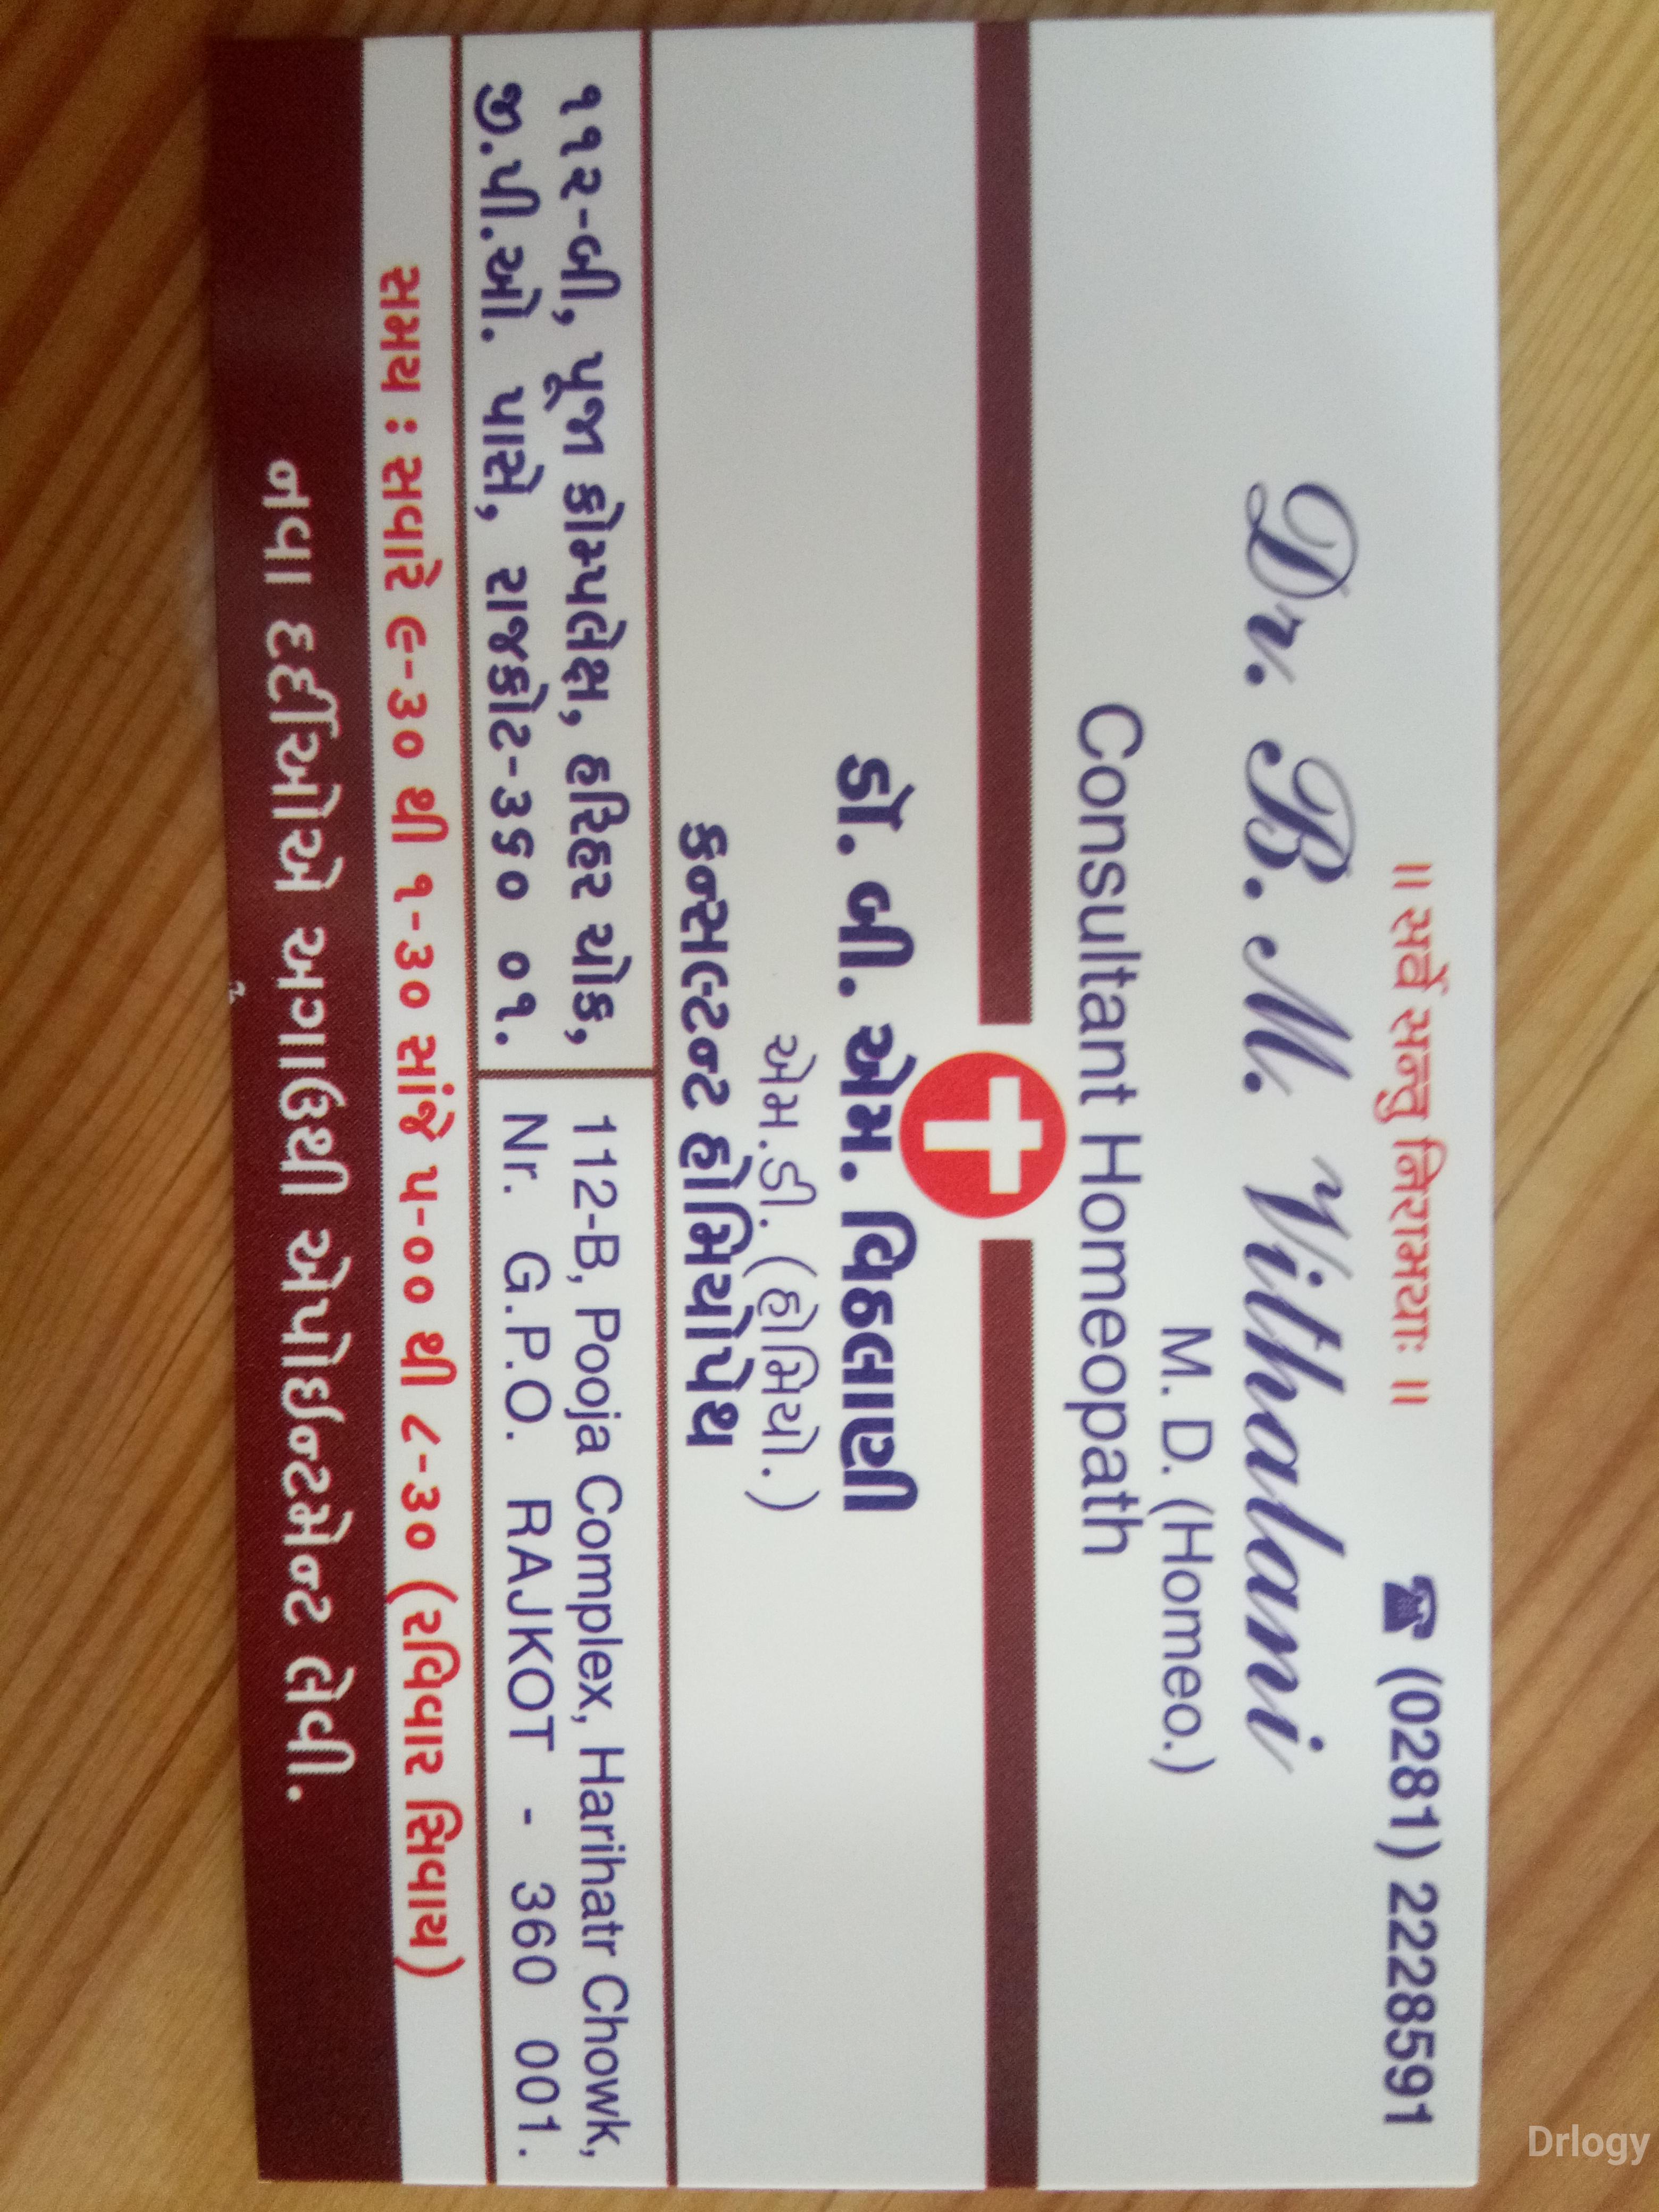 ॥ सर्वे सन्तु निरामयाः ॥
☎ (0281) 2228591
Dr. B. M. Vithalani
M. D. (Homeo.)
Consultant Homeopath
ડો. બી. એમ. વિઠલાણી
એમ.ડી. (હોમિયો.)
કન્સલ્ટન્ટ હોમિયોપેથ
૧૧૨-બી, પૂજા કોમ્પલેક્ષ, હરિહર ચોક,
જી.પી.ઓ. પાસે, રાજકોટ-૩૬૦ ૦૧.
112-B, Pooja Complex, Harihatr Chowk,
Nr. G.P.O. RAJKOT - 360 001.
સમય : સવારે ૯-૩૦ થી ૧-૩૦ સાંજે ૫-૦૦ થી ૮-૩૦ (રવિવાર સિવાય)
નવા દર્દીઓએ અગાઉથી એપોઇન્ટમેન્ટ લેવી.
Drlogy